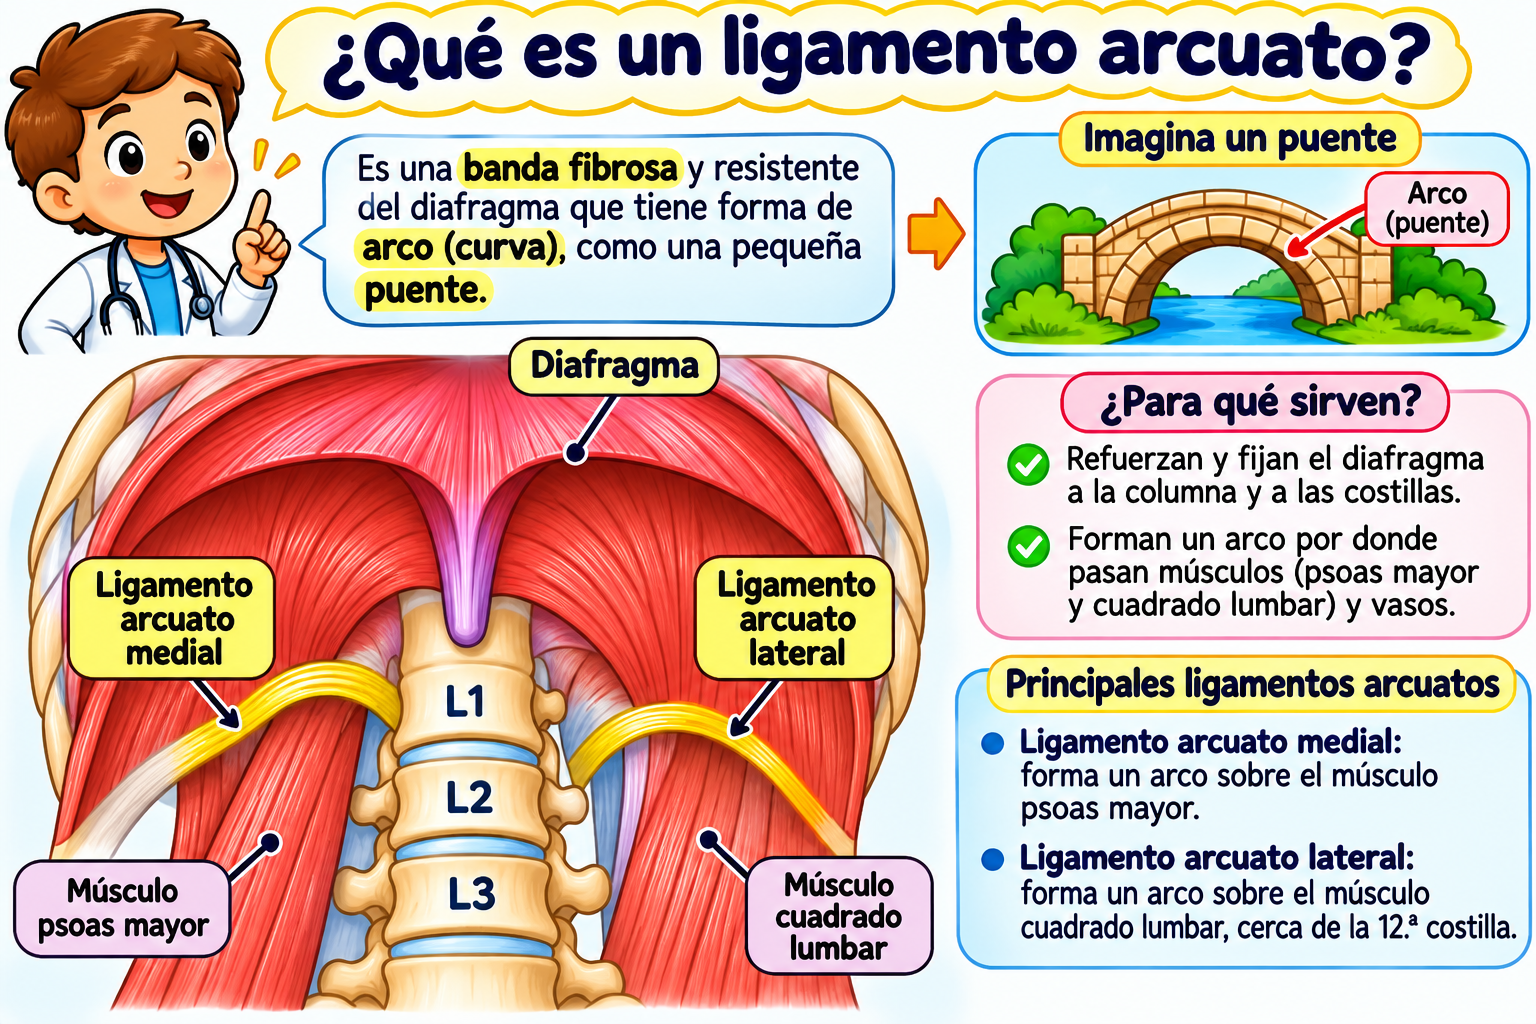 ¿Qué es un ligamento arcuato?
Es una banda fibrosa y resistente
del diafragma que tiene forma de
arco (curva), como una pequeña
puente.
Imagina un puente
Arco
(puente)
Diafragma
Ligamento
arcuato
medial
Ligamento
arcuato
lateral
L1
L2
L3
Músculo
psoas mayor
Músculo
cuadrado
lumbar
¿Para qué sirven?
Refuerzan y fijan el diafragma
a la columna y a las costillas.
Forman un arco por donde
pasan músculos (psoas mayor
y cuadrado lumbar) y vasos.
Principales ligamentos arcuatos
Ligamento arcuato medial:
forma un arco sobre el músculo
psoas mayor.
Ligamento arcuato lateral:
forma un arco sobre el músculo
cuadrado lumbar, cerca de la 12.ª costilla.